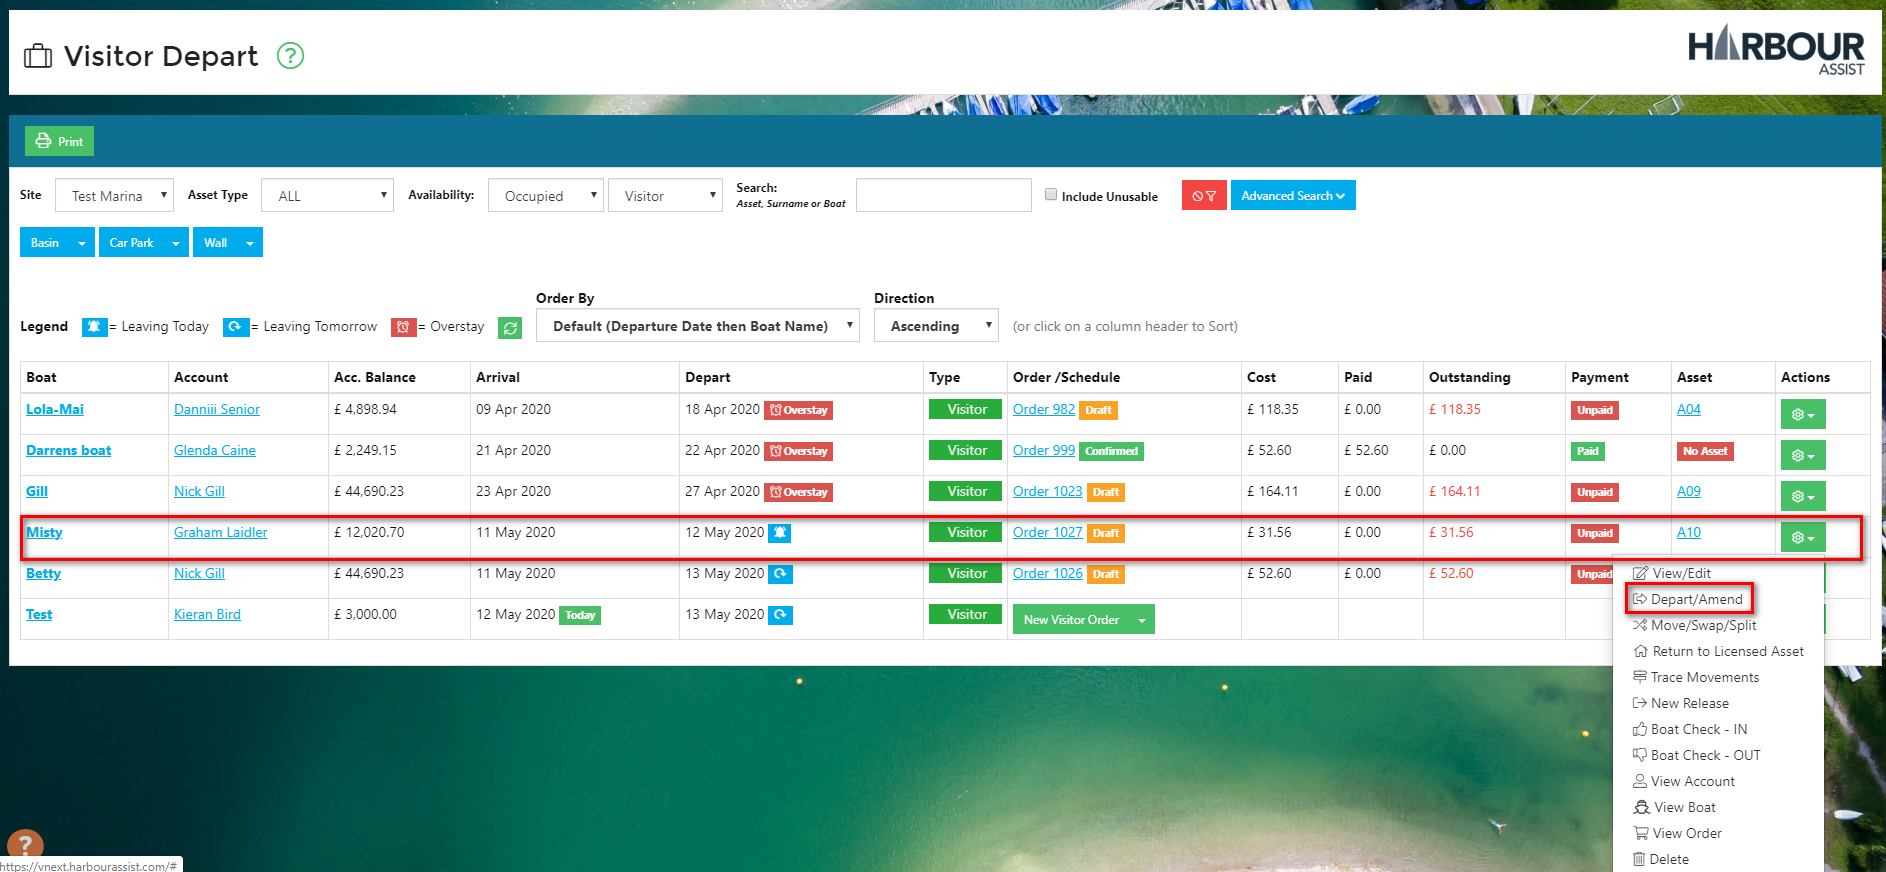 Visitor Depart ?
HARBOUR
ASSIST
Print
Site Test Marina Asset Type ALL Availability: Occupied Visitor Search: Asset, Surname or Boat Include Unusable Advanced Search
Basin Car Park Wall
Order By Direction
Legend = Leaving Today = Leaving Tomorrow = Overstay Default (Departure Date then Boat Name) Ascending (or click on a column header to Sort)
Boat Account Acc. Balance Arrival Depart Type Order /Schedule Cost Paid Outstanding Payment Asset Actions
Lola-Mai Danniii Senior £ 4,898.94 09 Apr 2020 18 Apr 2020 Overstay Visitor Order 982 Draft £ 118.35 £ 0.00 £ 118.35 Unpaid A04
Darrens boat Glenda Caine £ 2,249.15 21 Apr 2020 22 Apr 2020 Overstay Visitor Order 999 Confirmed £ 52.60 £ 52.60 £ 0.00 Paid No Asset
Gill Nick Gill £ 44,690.23 23 Apr 2020 27 Apr 2020 Overstay Visitor Order 1023 Draft £ 164.11 £ 0.00 £ 164.11 Unpaid A09
Misty Graham Laidler £ 12,020.70 11 May 2020 12 May 2020 Visitor Order 1027 Draft £ 31.56 £ 0.00 £ 31.56 Unpaid A10
Betty Nick Gill £ 44,690.23 11 May 2020 13 May 2020 Visitor Order 1026 Draft £ 52.60 £ 0.00 £ 52.60 Unpaid
Test Kieran Bird £ 3,000.00 12 May 2020 Today 13 May 2020 Visitor New Visitor Order
View/Edit
Depart/Amend
Move/Swap/Split
Return to Licensed Asset
Trace Movements
New Release
Boat Check - IN
Boat Check - OUT
View Account
View Boat
View Order
Delete
?
https://vnext.harbourassist.com/#